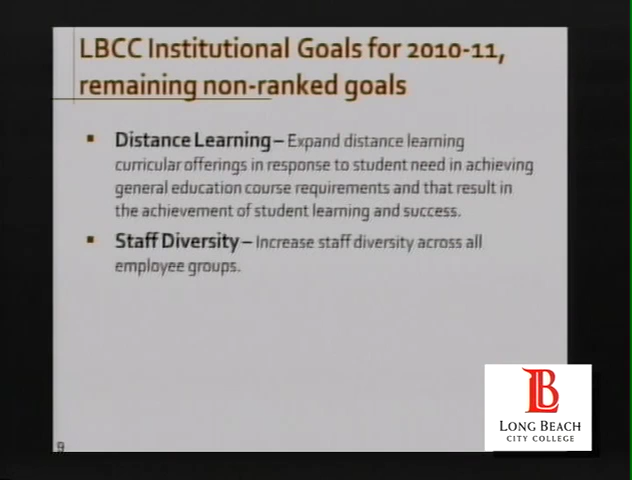 LBCC Institutional Goals for 2010-11,
remaining non-ranked goals
▪ Distance Learning – Expand distance learning
curricular offerings in response to student need in achieving
general education course requirements and that result in
the achievement of student learning and success.
▪ Staff Diversity – Increase staff diversity across all
employee groups.
LB
LONG BEACH
CITY COLLEGE
9